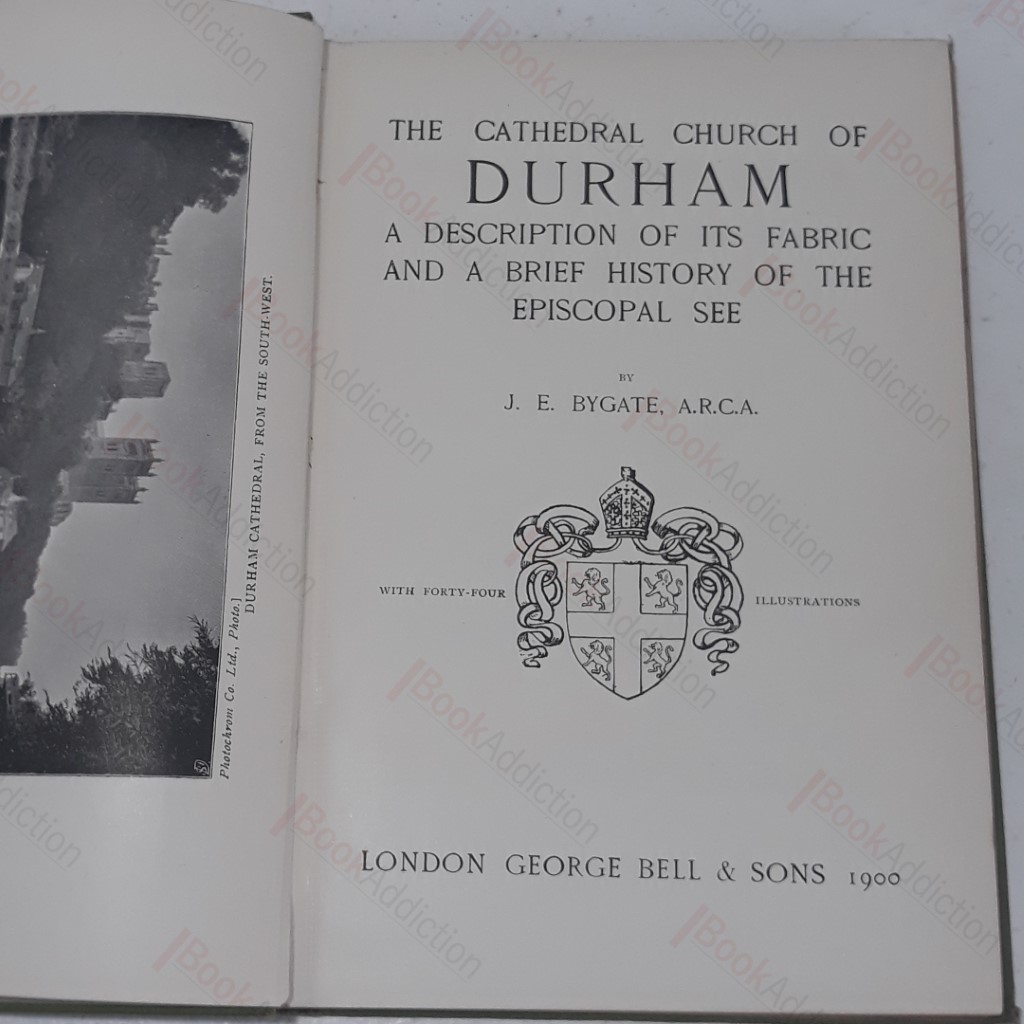 DURHAM CATHEDRAL, FROM THE SOUTH-WEST.
Photochrom Co. Ltd., Photo.]
THE CATHEDRAL CHURCH OF
DURHAM
A DESCRIPTION OF ITS FABRIC
AND A BRIEF HISTORY OF THE
EPISCOPAL SEE
BY
J. E. BYGATE, A.R.C.A.
WITH FORTY-FOUR ILLUSTRATIONS
LONDON GEORGE BELL & SONS 1900
BookAddiction